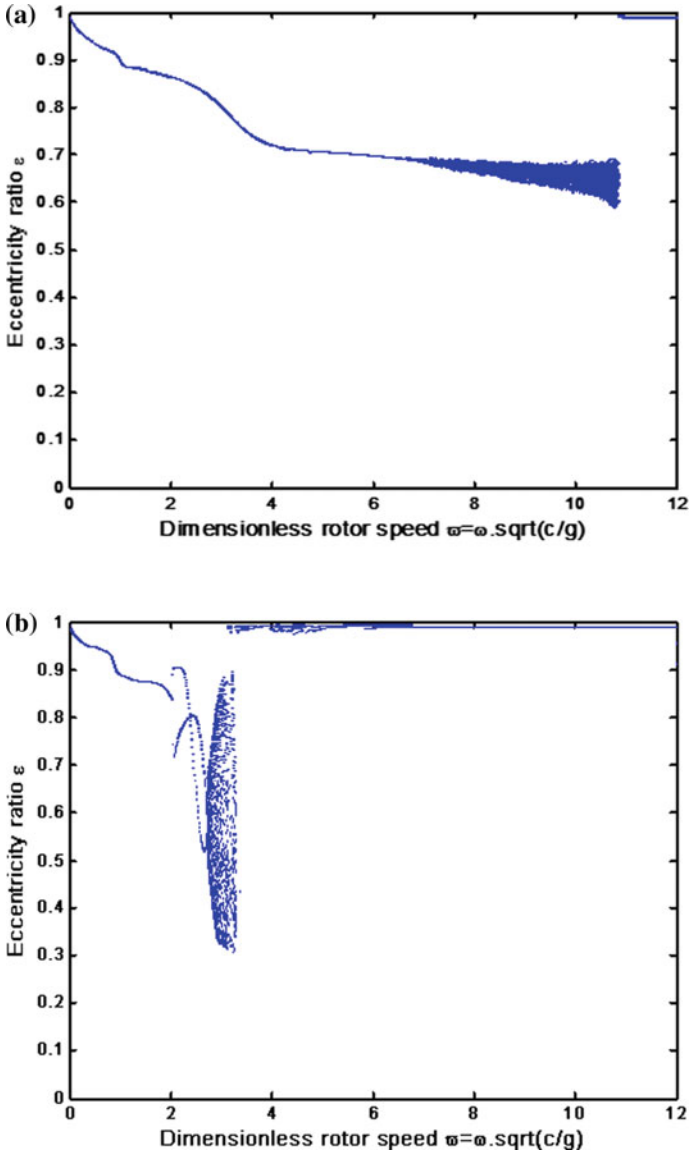 (a)
1
0.9
0.8
0.7
0.6
0.5
0.4
0.3
0.2
0.1
0
Eccentricity ratio ε
0 2 4 6 8 10 12
Dimensionless rotor speed ϖ=ω.sqrt(c/g)
(b)
1
0.9
0.8
0.7
0.6
0.5
0.4
0.3
0.2
0.1
0
Eccentricity ratio ε
0 2 4 6 8 10 12
Dimensionless rotor speed ϖ=ω.sqrt(c/g)